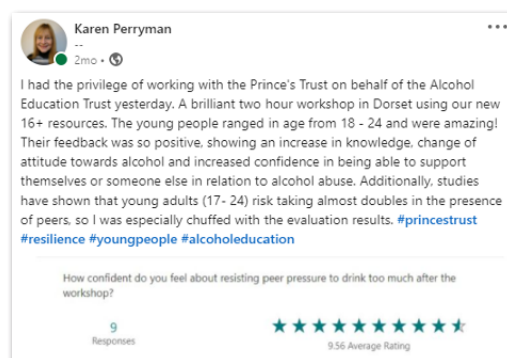 Karen Perryman
--
2mo •
I had the privilege of working with the Prince's Trust on behalf of the Alcohol
Education Trust yesterday. A brilliant two hour workshop in Dorset using our new
16+ resources. The young people ranged in age from 18 - 24 and were amazing!
Their feedback was so positive, showing an increase in knowledge, change of
attitude towards alcohol and increased confidence in being able to support
themselves or someone else in relation to alcohol abuse. Additionally, studies
have shown that young adults (17- 24) risk taking almost doubles in the presence
of peers, so I was especially chuffed with the evaluation results. #princestrust
#resilience #youngpeople #alcoholeducation
How confident do you feel about resisting peer pressure to drink too much after the
workshop?
9
Responses
9.56 Average Rating